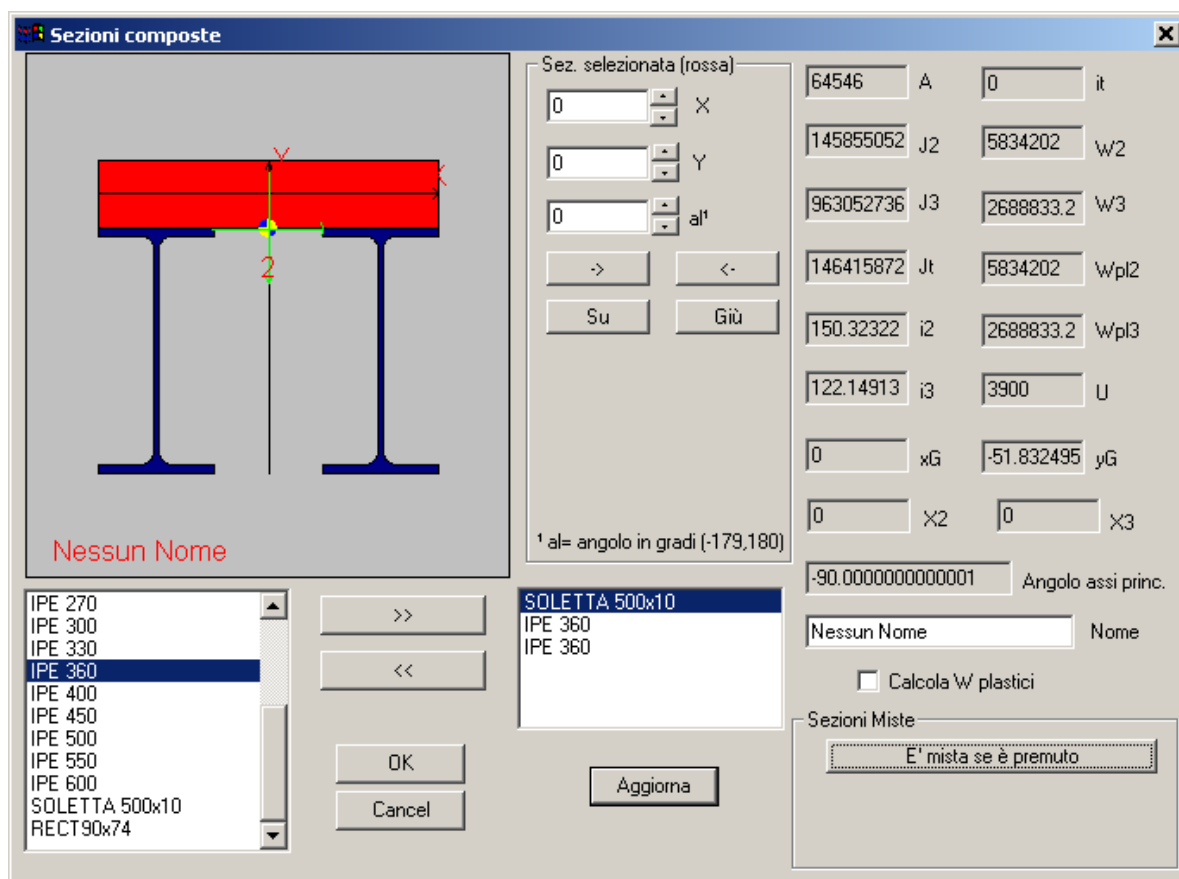 Sezioni composte
Y
X
2
Nessun Nome
Sez. selezionata (rossa)
0 X
0 Y
0 al¹
-> <-
Su Giù
¹ al= angolo in gradi (-179,180)
64546 A 0 it
145855052 J2 5834202 W2
963052736 J3 2688833.2 W3
146415872 Jt 5834202 Wpl2
150.32322 i2 2688833.2 Wpl3
122.14913 i3 3900 U
0 xG -51.832495 yG
0 X2 0 X3
-90.0000000000001 Angolo assi princ.
Nessun Nome Nome
Calcola W plastici
Sezioni Miste
E' mista se è premuto
IPE 270
IPE 300
IPE 330
IPE 360
IPE 400
IPE 450
IPE 500
IPE 550
IPE 600
SOLETTA 500x10
RECT90x74
>>
<<
OK
Cancel
SOLETTA 500x10
IPE 360
IPE 360
Aggiorna